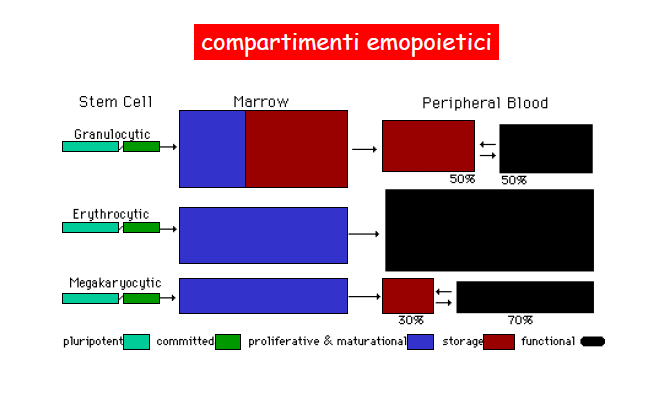 compartimenti emopoietici
Stem Cell Marrow Peripheral Blood
Granulocytic
50% 50%
Erythrocytic
Megakaryocytic
30% 70%
pluripotent committed proliferative & maturational storage functional